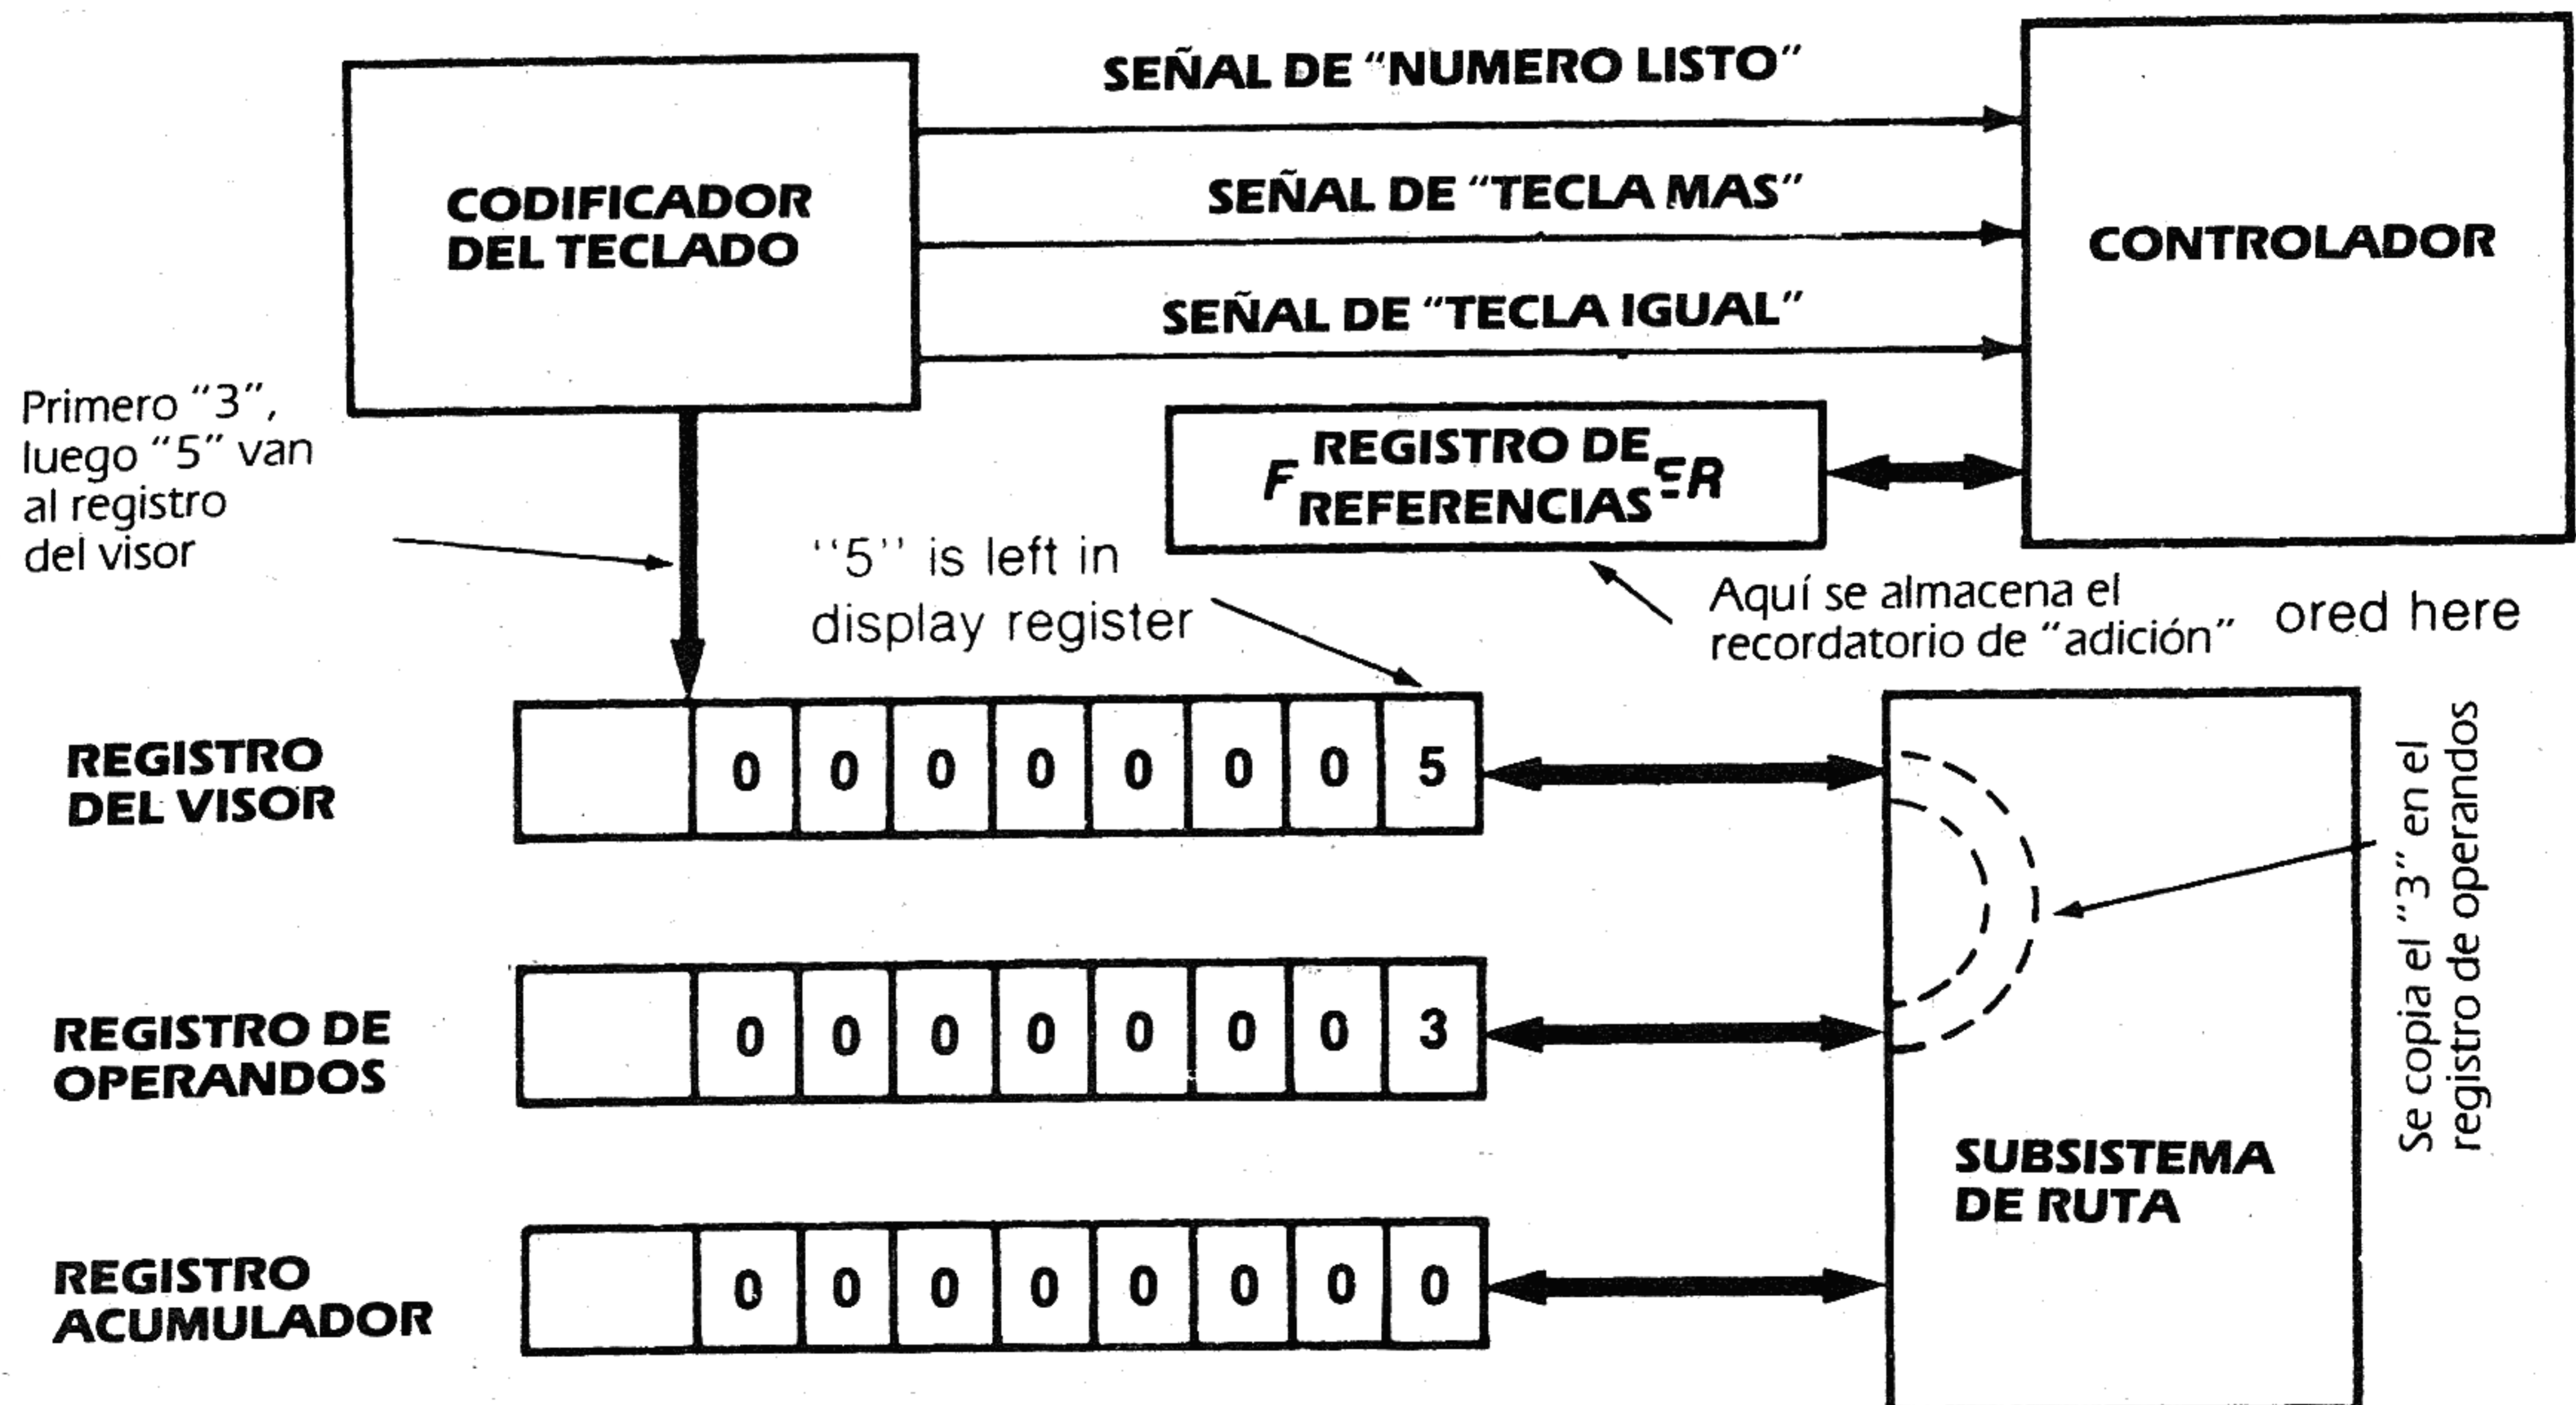 SEÑAL DE “NUMERO LISTO”
CODIFICADOR
DEL TECLADO
SEÑAL DE “TECLA MAS”
CONTROLADOR
SEÑAL DE “TECLA IGUAL”
Primero “3”,
luego “5” van
al registro
del visor
F REGISTRO DE ER
REFERENCIAS
‘‘5’’ is left in
display register
Aquí se almacena el
recordatorio de “adición” ored here
REGISTRO
DEL VISOR
0 0 0 0 0 0 0 5
Se copia el “3” en el
registro de operandos
REGISTRO DE
OPERANDOS
0 0 0 0 0 0 0 3
SUBSISTEMA
DE RUTA
REGISTRO
ACUMULADOR
0 0 0 0 0 0 0 0